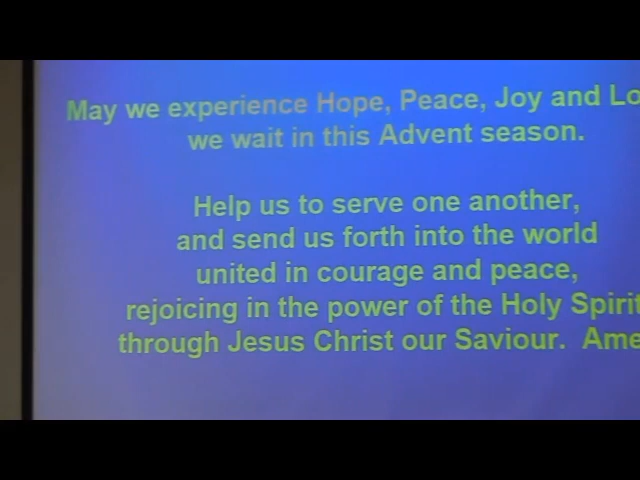 May we experience Hope, Peace, Joy and Lo
we wait in this Advent season.
Help us to serve one another,
and send us forth into the world
united in courage and peace,
rejoicing in the power of the Holy Spirit
through Jesus Christ our Saviour. Ame